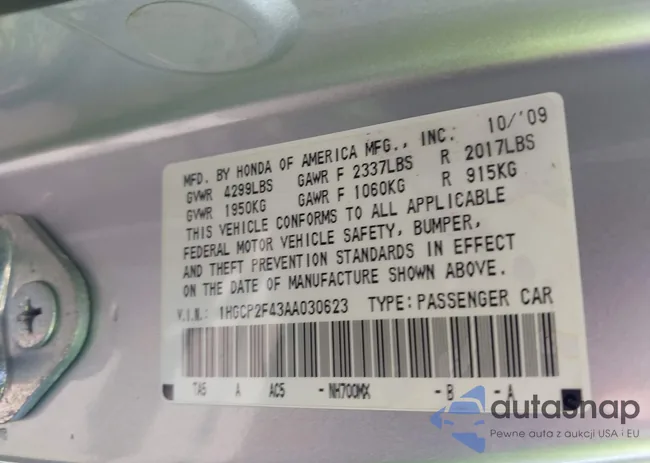 MFD. BY HONDA OF AMERICA MFG., INC. 10/'09
GVWR 4299LBS GAWR F 2337LBS R 2017LBS
GVWR 1950KG GAWR F 1060KG R 915KG
THIS VEHICLE CONFORMS TO ALL APPLICABLE
FEDERAL MOTOR VEHICLE SAFETY, BUMPER,
AND THEFT PREVENTION STANDARDS IN EFFECT
ON THE DATE OF MANUFACTURE SHOWN ABOVE.
V.I.N.: 1HGCP2F43AA030623 TYPE:PASSENGER CAR
TA5 A AC5 -NH700MX -B -A
autasnap
Pewne auta z aukcji USA i EU